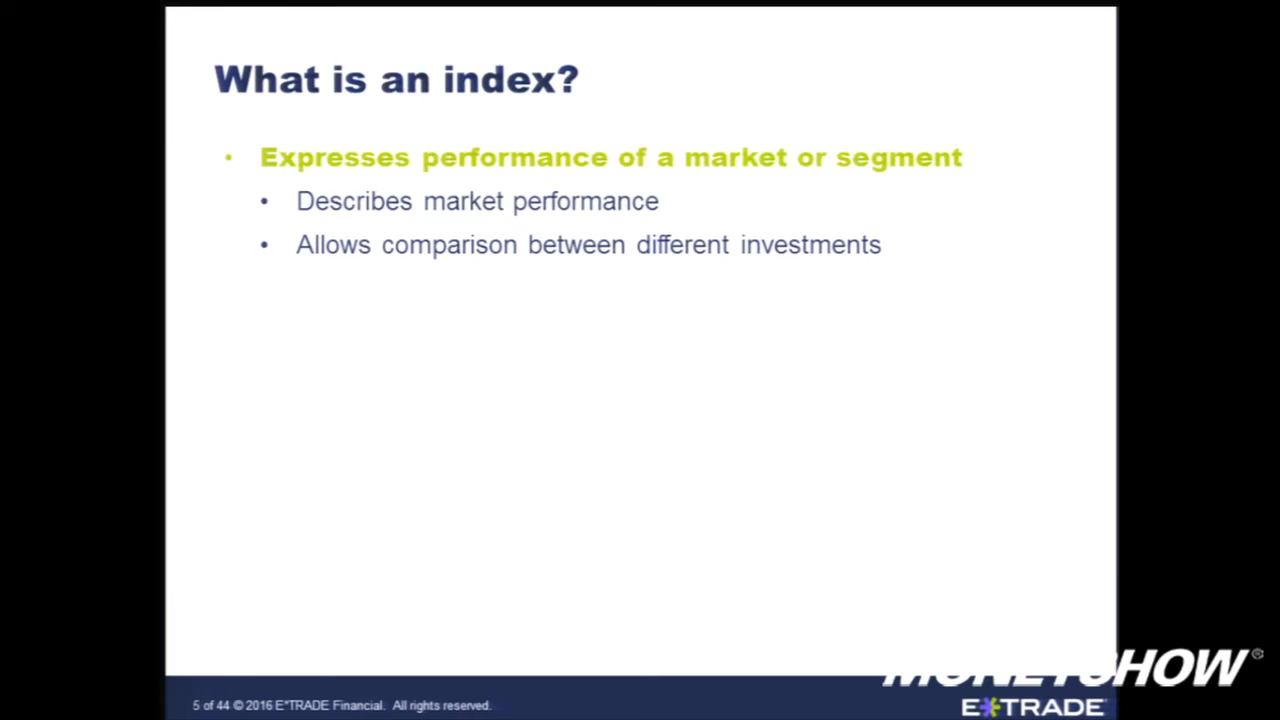 What is an index?
• Expresses performance of a market or segment
• Describes market performance
• Allows comparison between different investments
MONEYSHOW®
5 of 44 © 2016 E*TRADE Financial. All rights reserved.
E*TRADE